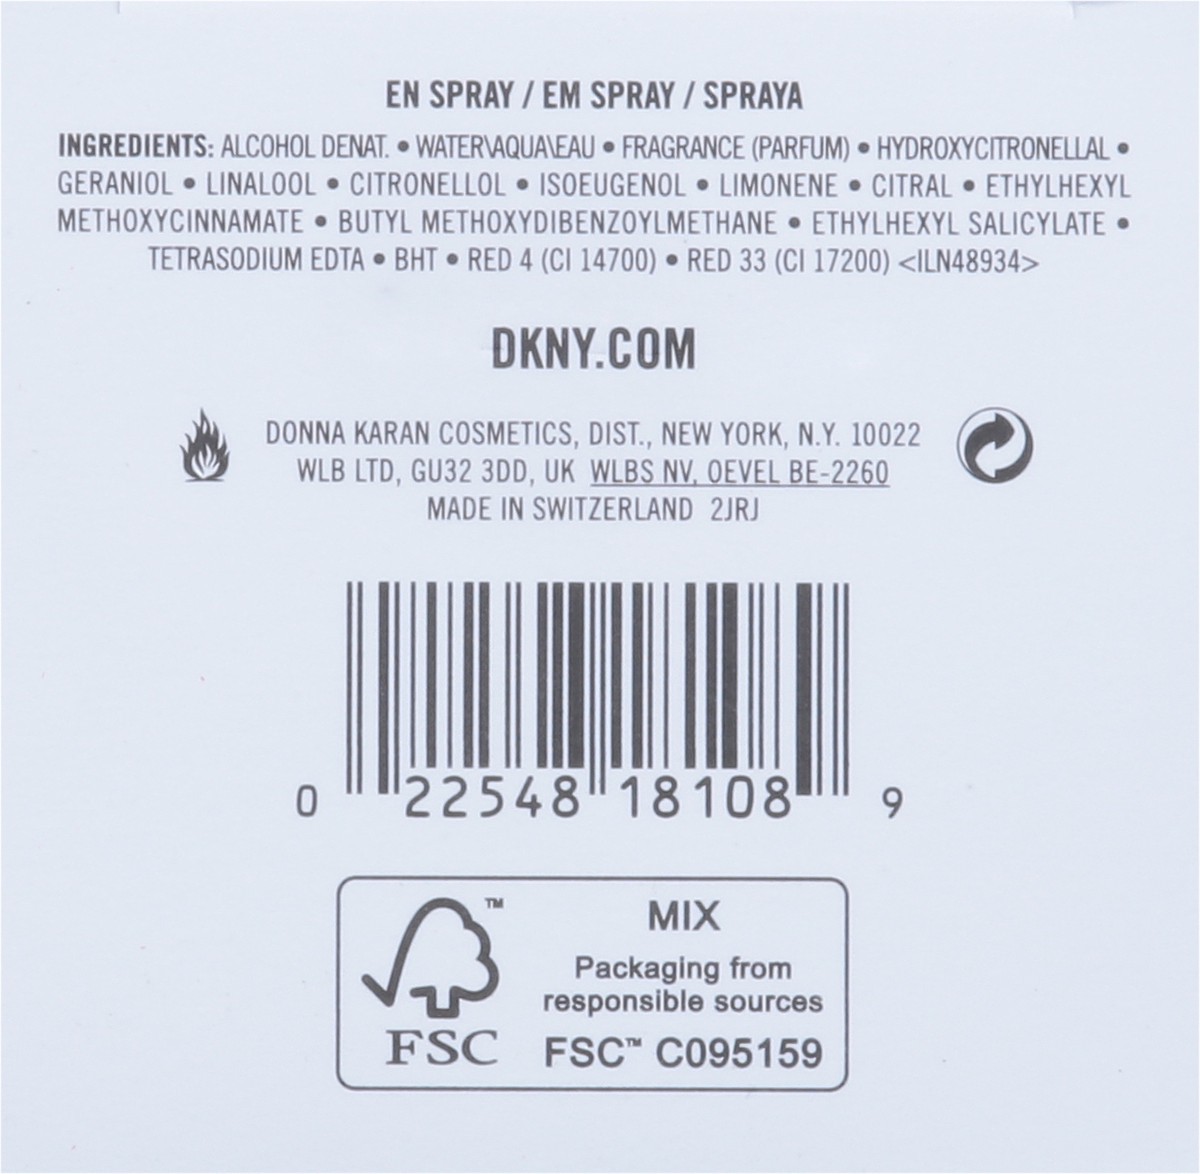 EN SPRAY / EM SPRAY / SPRAYA
INGREDIENTS: ALCOHOL DENAT. • WATER\AQUA\EAU • FRAGRANCE (PARFUM) • HYDROXYCITRONELLAL •
GERANIOL • LINALOOL • CITRONELLOL • ISOEUGENOL • LIMONENE • CITRAL • ETHYLHEXYL
METHOXYCINNAMATE • BUTYL METHOXYDIBENZOYLMETHANE • ETHYLHEXYL SALICYLATE •
TETRASODIUM EDTA • BHT • RED 4 (CI 14700) • RED 33 (CI 17200) <ILN48934>
DKNY.COM
DONNA KARAN COSMETICS, DIST., NEW YORK, N.Y. 10022
WLB LTD, GU32 3DD, UK WLBS NV, OEVEL BE-2260
MADE IN SWITZERLAND 2JRJ
0 22548 18108 9
TM
MIX
Packaging from
responsible sources
FSC
FSC™ C095159